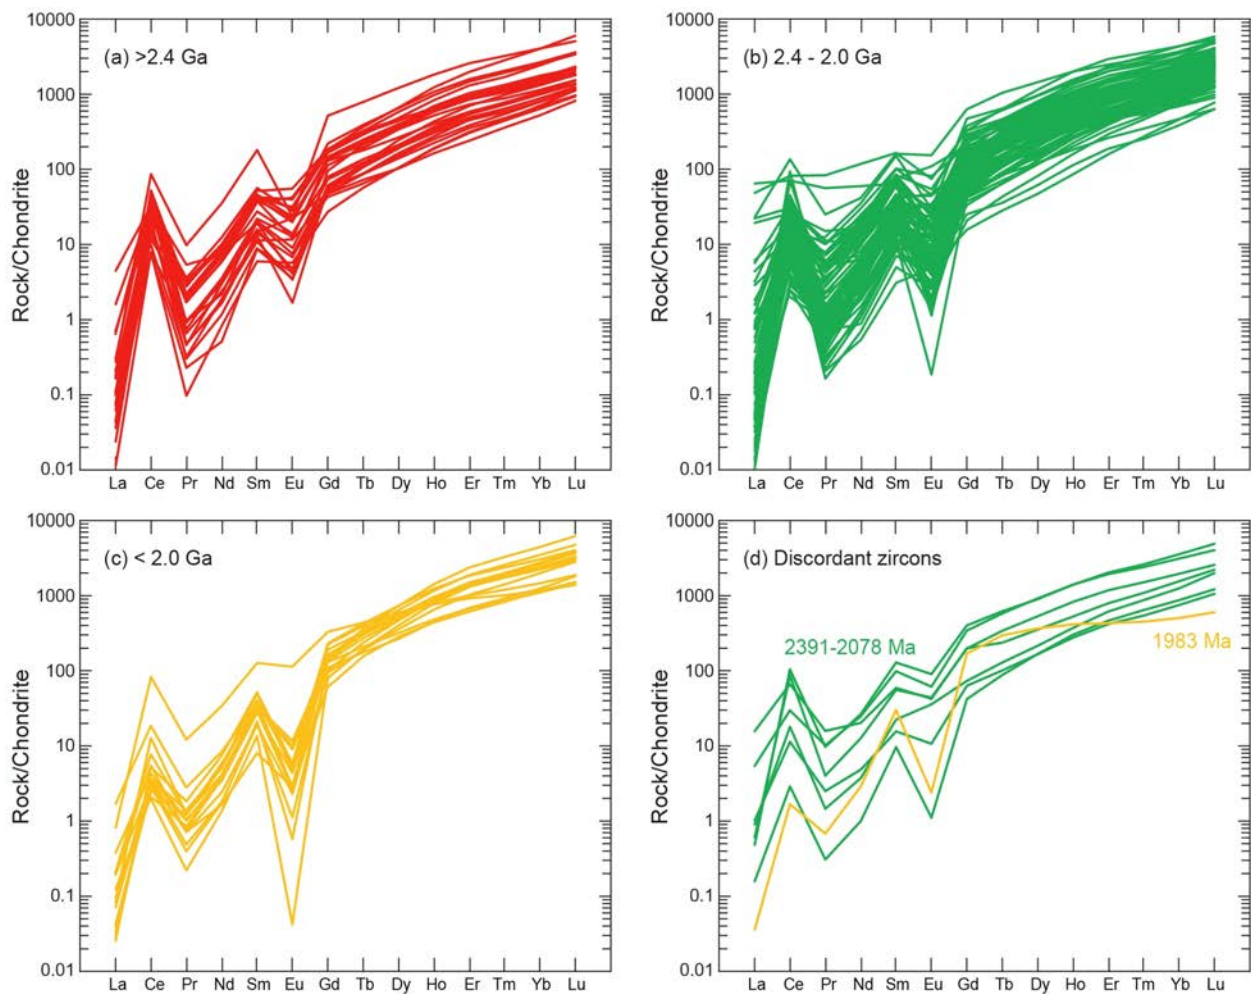 10000
1000
100
10
1
0.1
0.01
Rock/Chondrite
(a) >2.4 Ga
La Ce Pr Nd Sm Eu Gd Tb Dy Ho Er Tm Yb Lu
10000
1000
100
10
1
0.1
0.01
Rock/Chondrite
(b) 2.4 - 2.0 Ga
La Ce Pr Nd Sm Eu Gd Tb Dy Ho Er Tm Yb Lu
10000
1000
100
10
1
0.1
0.01
Rock/Chondrite
(c) < 2.0 Ga
La Ce Pr Nd Sm Eu Gd Tb Dy Ho Er Tm Yb Lu
10000
1000
100
10
1
0.1
0.01
Rock/Chondrite
(d) Discordant zircons
2391-2078 Ma
1983 Ma
La Ce Pr Nd Sm Eu Gd Tb Dy Ho Er Tm Yb Lu